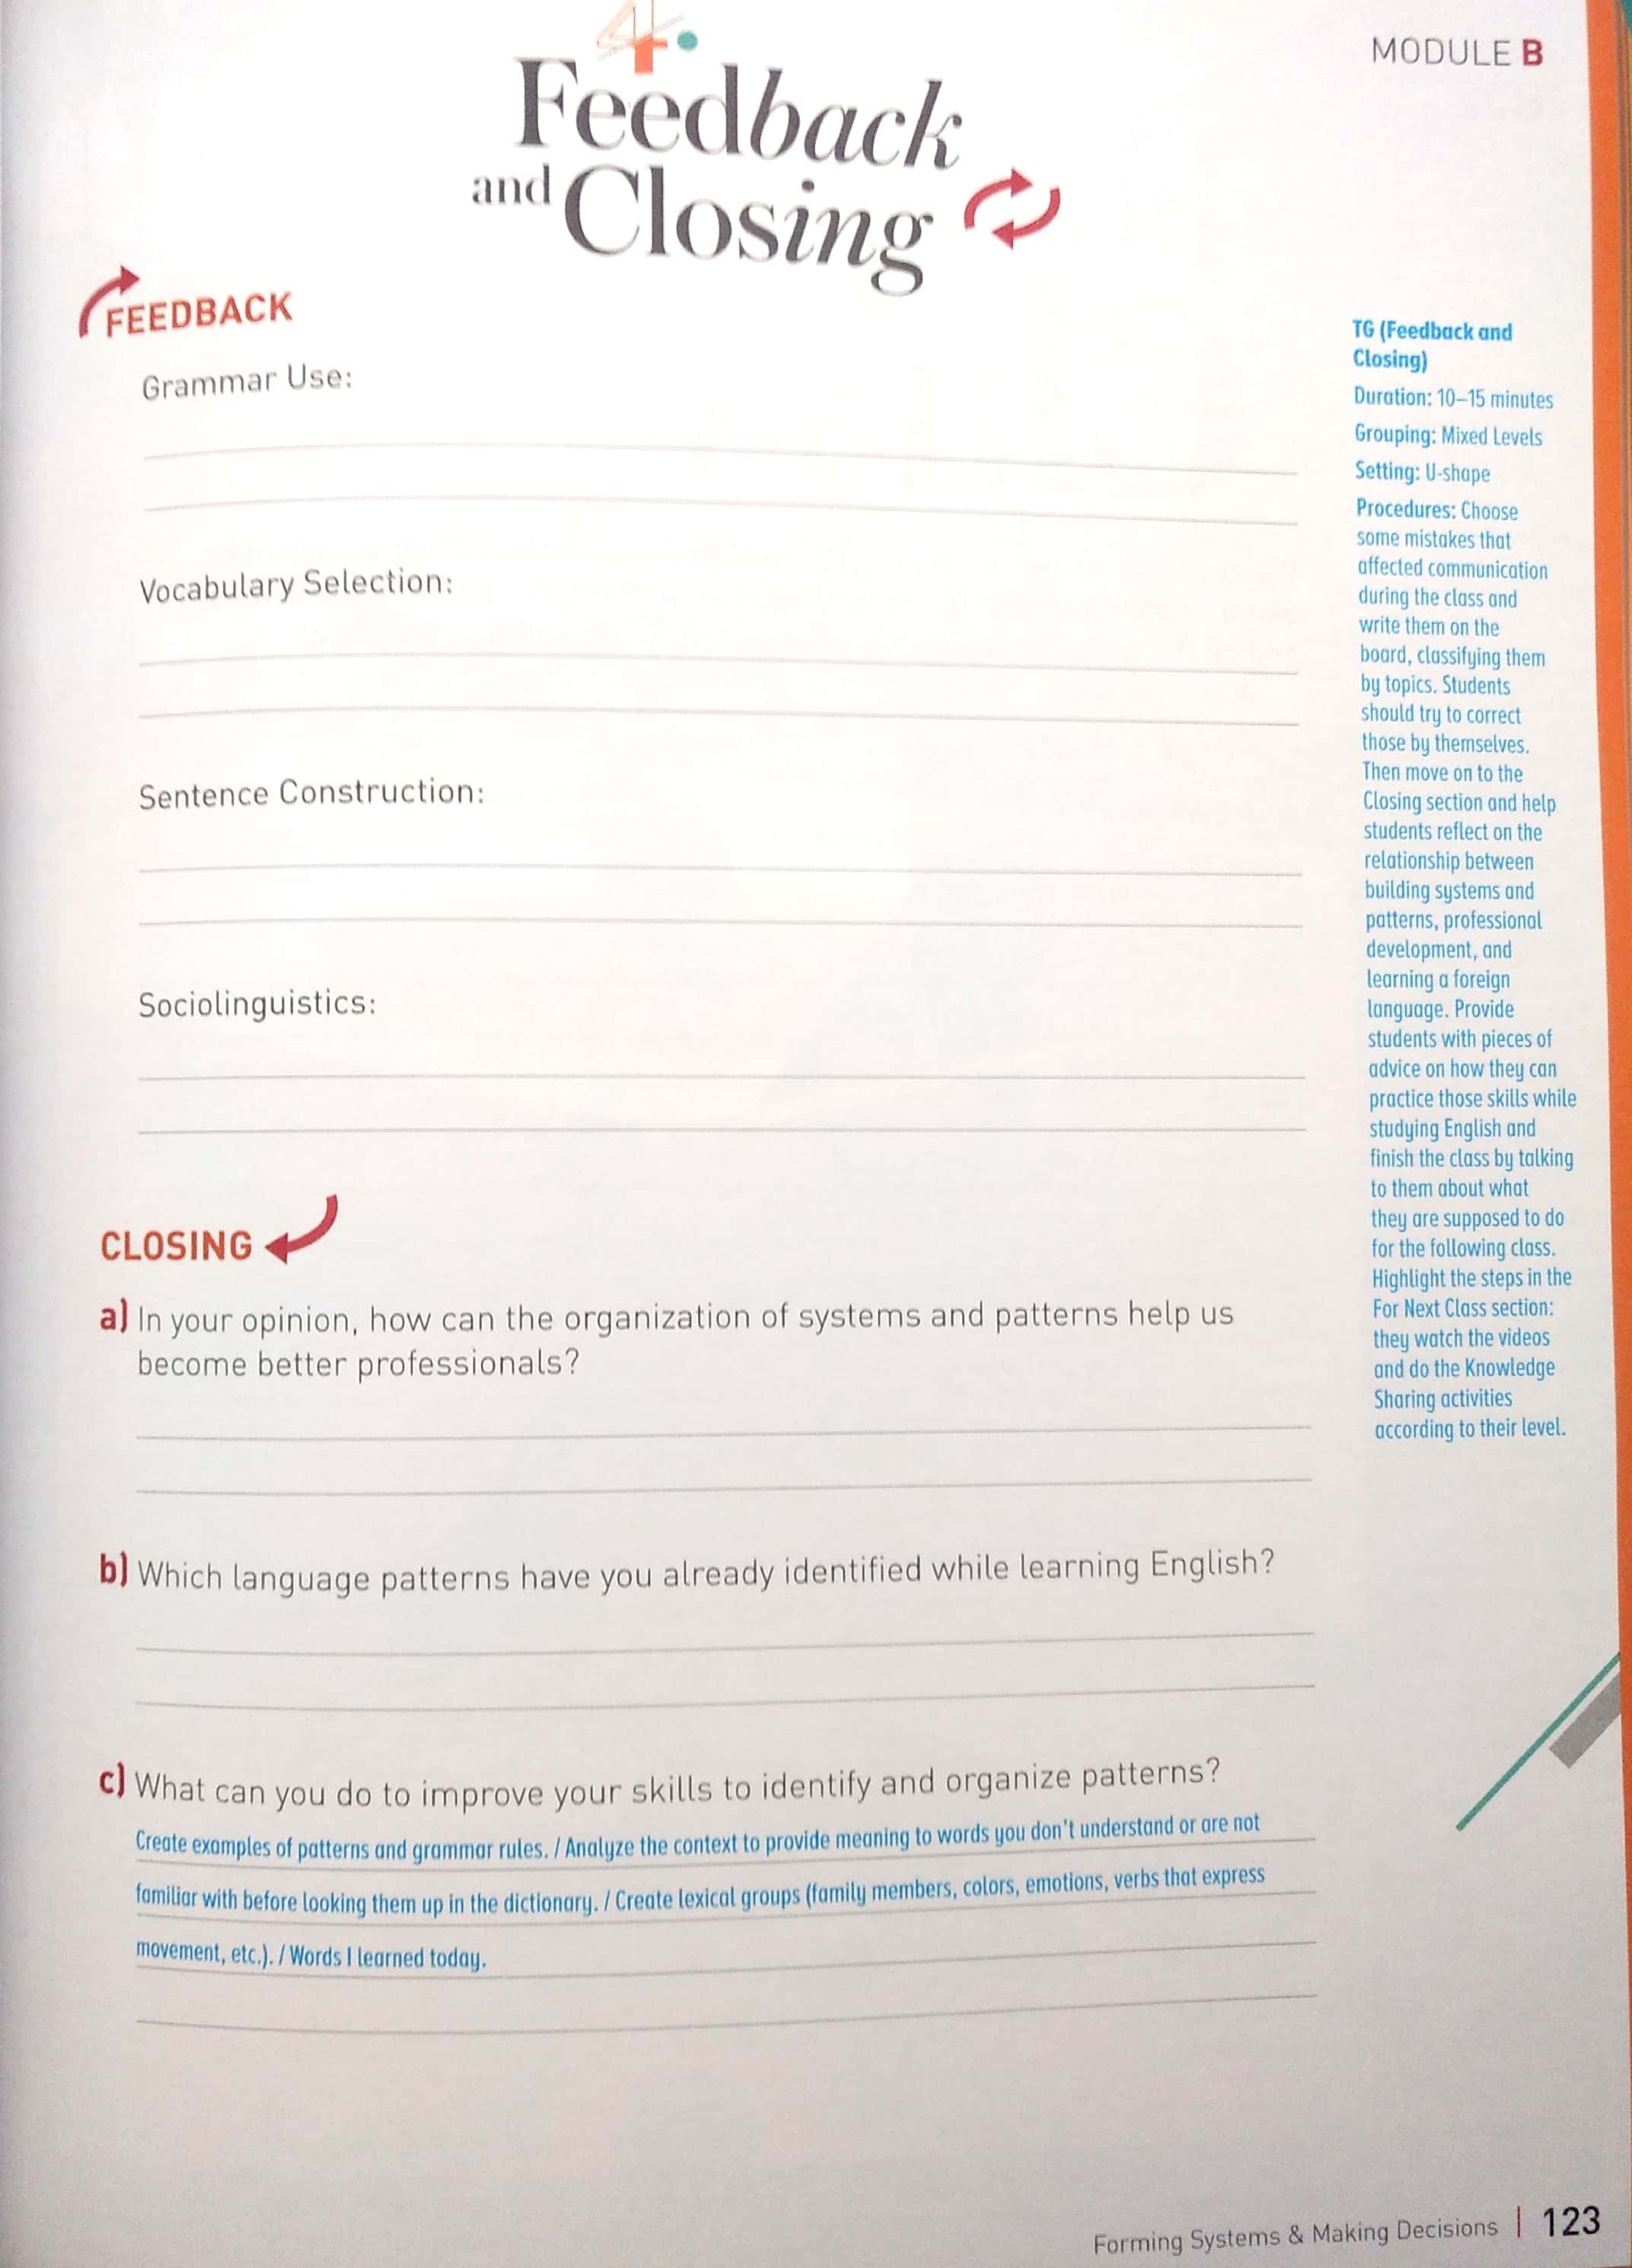 MODULE B
4.
Feedback
and Closing
FEEDBACK
Grammar Use:
Vocabulary Selection:
Sentence Construction:
Sociolinguistics:
CLOSING
a) In your opinion, how can the organization of systems and patterns help us
become better professionals?
b) Which language patterns have you already identified while learning English?
c) What can you do to improve your skills to identify and organize patterns?
Create examples of patterns and grammar rules. / Analyze the context to provide meaning to words you don't understand or are not
familiar with before looking them up in the dictionary. / Create lexical groups (family members, colors, emotions, verbs that express
movement, etc.). / Words I learned today.
TG (Feedback and
Closing)
Duration: 10–15 minutes
Grouping: Mixed Levels
Setting: U-shape
Procedures: Choose
some mistakes that
affected communication
during the class and
write them on the
board, classifying them
by topics. Students
should try to correct
those by themselves.
Then move on to the
Closing section and help
students reflect on the
relationship between
building systems and
patterns, professional
development, and
learning a foreign
language. Provide
students with pieces of
advice on how they can
practice those skills while
studying English and
finish the class by talking
to them about what
they are supposed to do
for the following class.
Highlight the steps in the
For Next Class section:
they watch the videos
and do the Knowledge
Sharing activities
according to their level.
Forming Systems & Making Decisions | 123